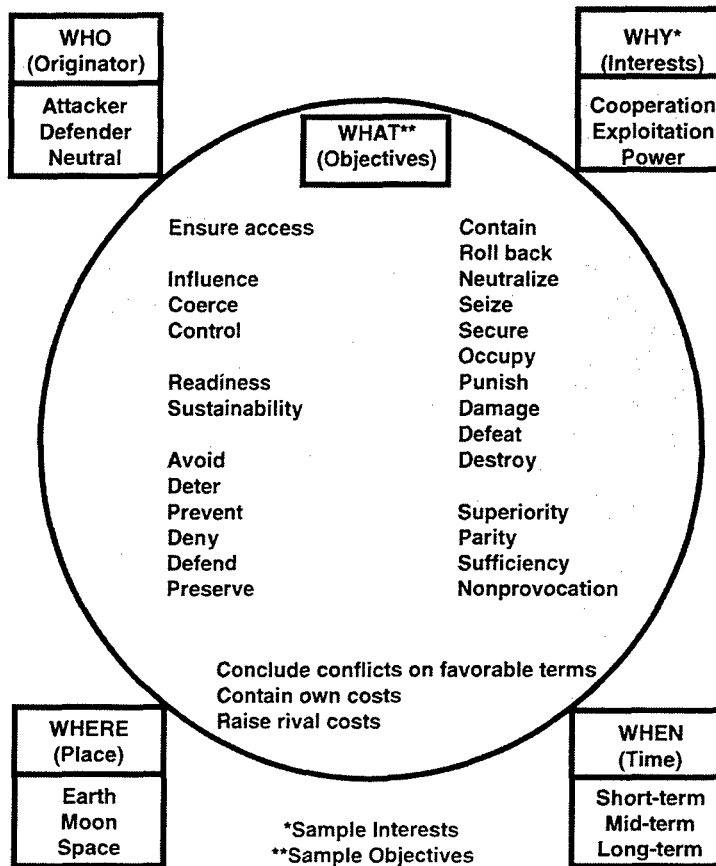 WHO
(Originator)
Attacker
Defender
Neutral
WHY*
(Interests)
Cooperation
Exploitation
Power
WHAT**
(Objectives)
Ensure access
Influence
Coerce
Control
Readiness
Sustainability
Avoid
Deter
Prevent
Deny
Defend
Preserve
Contain
Roll back
Neutralize
Seize
Secure
Occupy
Punish
Damage
Defeat
Destroy
Superiority
Parity
Sufficiency
Nonprovocation
Conclude conflicts on favorable terms
Contain own costs
Raise rival costs
WHERE
(Place)
Earth
Moon
Space
WHEN
(Time)
Short-term
Mid-term
Long-term
*Sample Interests
**Sample Objectives